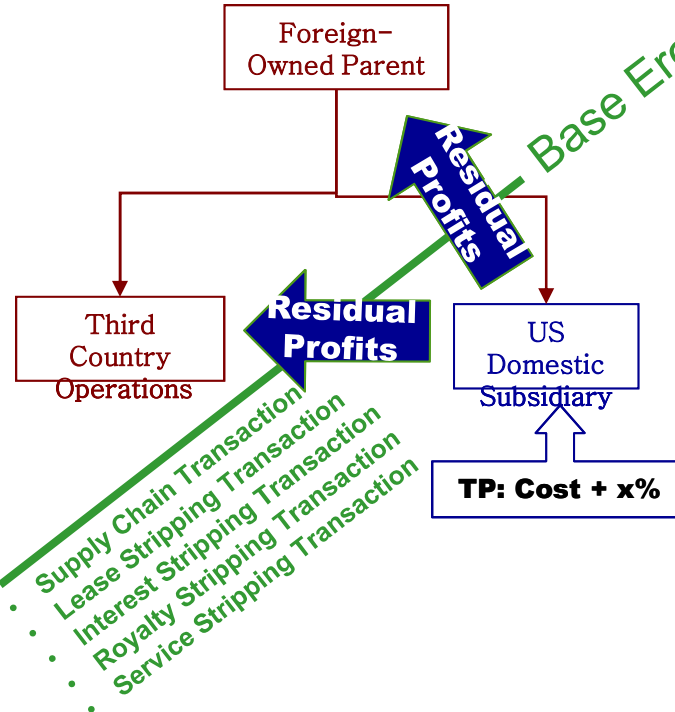 Foreign-
Owned Parent
Base
Residual
Profits
Residual
Profits
Third
Country
Operations
US
Domestic
Subsidiary
TP: Cost + x%
• Supply Chain Transaction
• Lease Stripping Transaction
• Interest Stripping Transaction
• Royalty Stripping Transaction
• Service Stripping Transaction